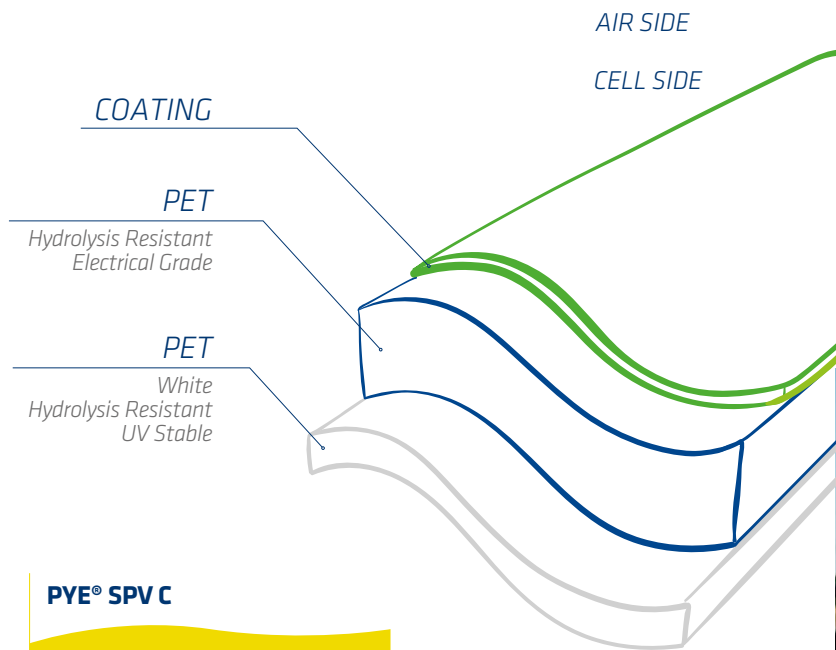 AIR SIDE
CELL SIDE
COATING
PET
Hydrolysis Resistant
Electrical Grade
PET
White
Hydrolysis Resistant
UV Stable
PYE® SPV C